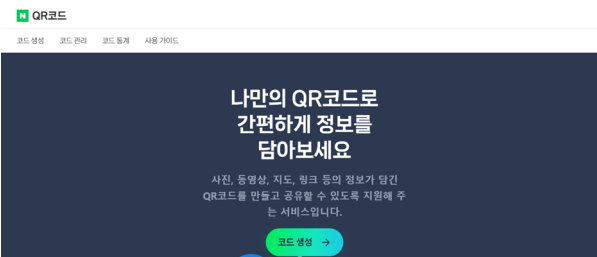 N QR코드
코드 생성 코드 관리 코드 통계 사용 가이드
나만의 QR코드로
간편하게 정보를
담아보세요
사진, 동영상, 지도, 링크 등의 정보가 담긴
QR코드를 만들고 공유할 수 있도록 지원해 주
는 서비스입니다.
코드 생성 →